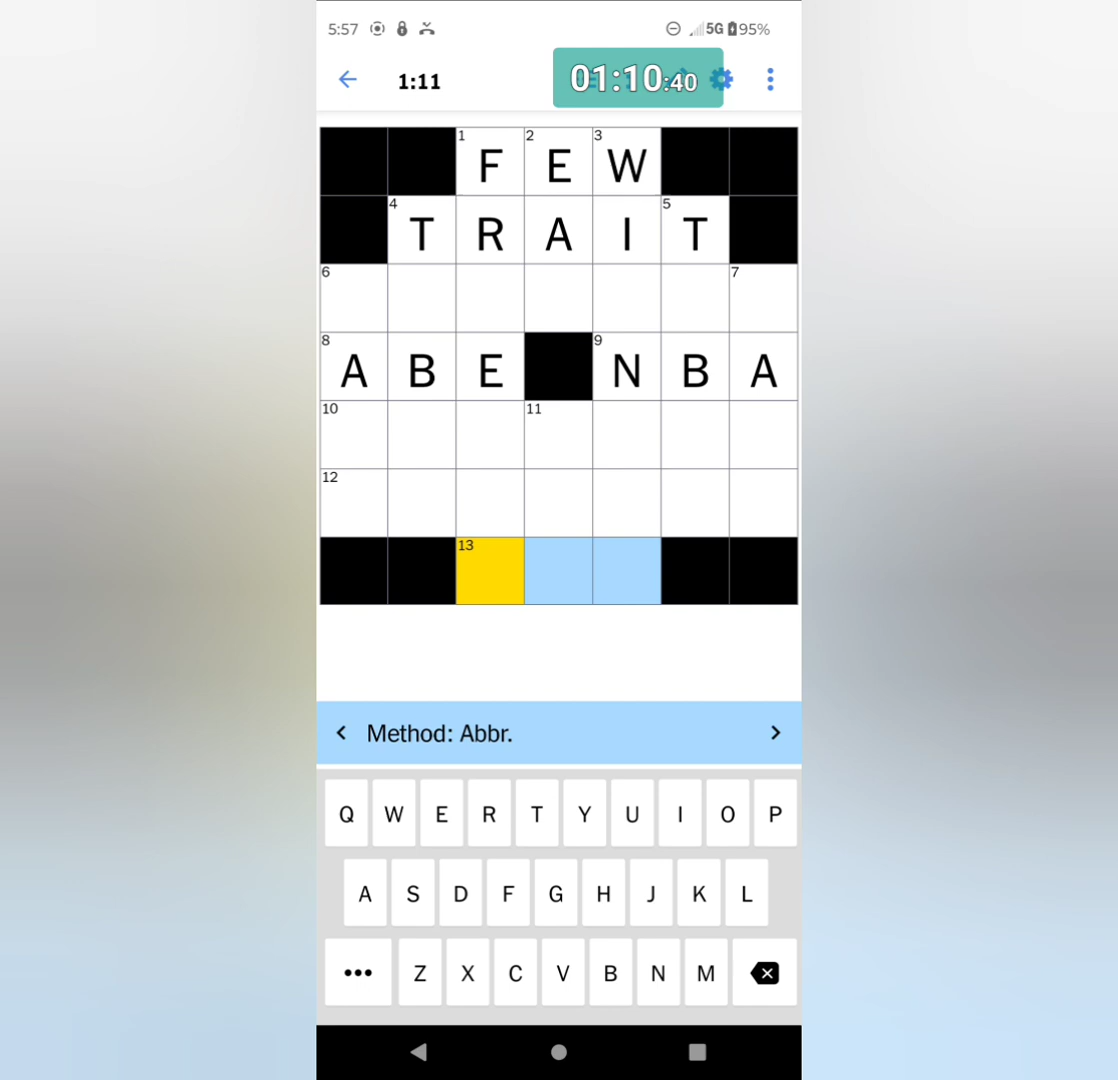 5:57 5G 95%
1:11 01:10:40
1 F 2 E 3 W
4 T R A I 5 T
6 7
8 A B E 9 N B A
10 11
12
13
Method: Abbr.
Q W E R T Y U I O P
A S D F G H J K L
Z X C V B N M